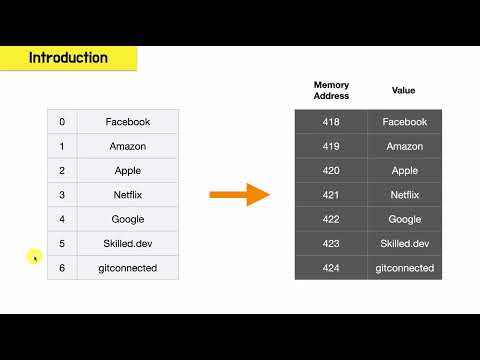 Introduction
Memory Address Value
0 Facebook
1 Amazon
2 Apple
3 Netflix
4 Google
5 Skilled.dev
6 gitconnected
418 Facebook
419 Amazon
420 Apple
421 Netflix
422 Google
423 Skilled.dev
424 gitconnected